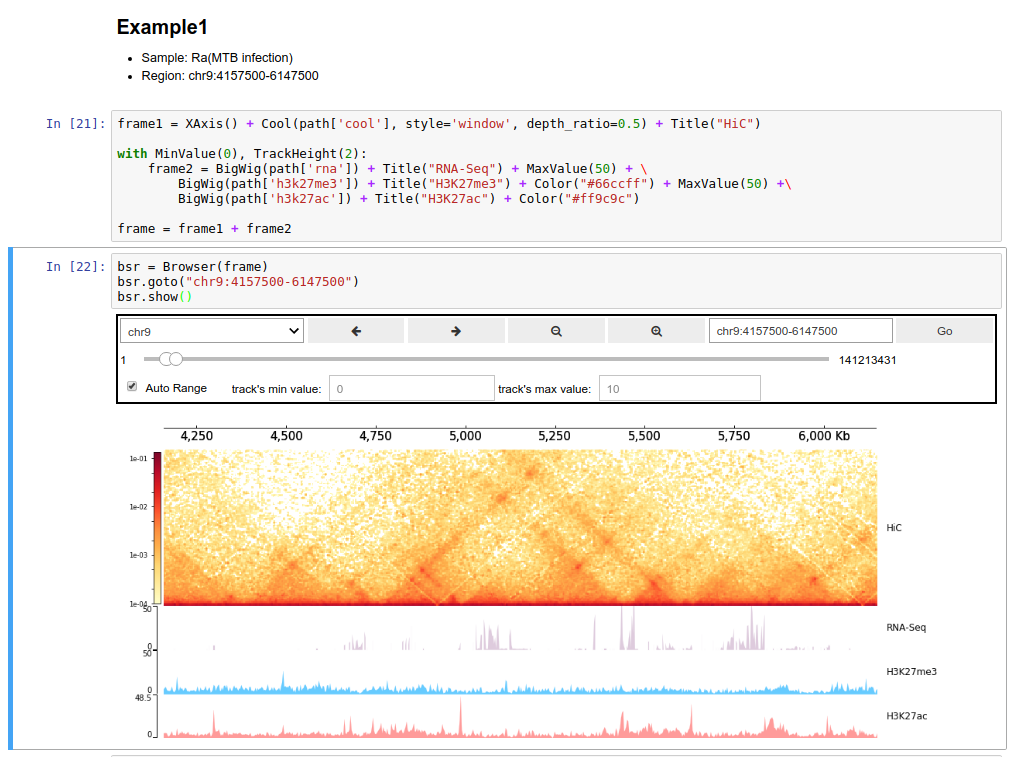 Example1
Sample: Ra(MTB infection)
Region: chr9:4157500-6147500
In [21]: frame1 = XAxis() + Cool(path['cool'], style='window', depth_ratio=0.5) + Title("HiC")
with MinValue(0), TrackHeight(2):
frame2 = BigWig(path['rna']) + Title("RNA-Seq") + MaxValue(50) + \
BigWig(path['h3k27me3']) + Title("H3K27me3") + Color("#66ccff") + MaxValue(50) +\
BigWig(path['h3k27ac']) + Title("H3K27ac") + Color("#ff9c9c")
frame = frame1 + frame2
In [22]: bsr = Browser(frame)
bsr.goto("chr9:4157500-6147500")
bsr.show()
chr9 chr9:4157500-6147500 Go
1 141213431
Auto Range track's min value: 0 track's max value: 10
4,250 4,500 4,750 5,000 5,250 5,500 5,750 6,000 Kb
1e-01
1e-02
HiC
1e-03
1e-04
50
RNA-Seq
0
50
H3K27me3
0
48.5
H3K27ac
0